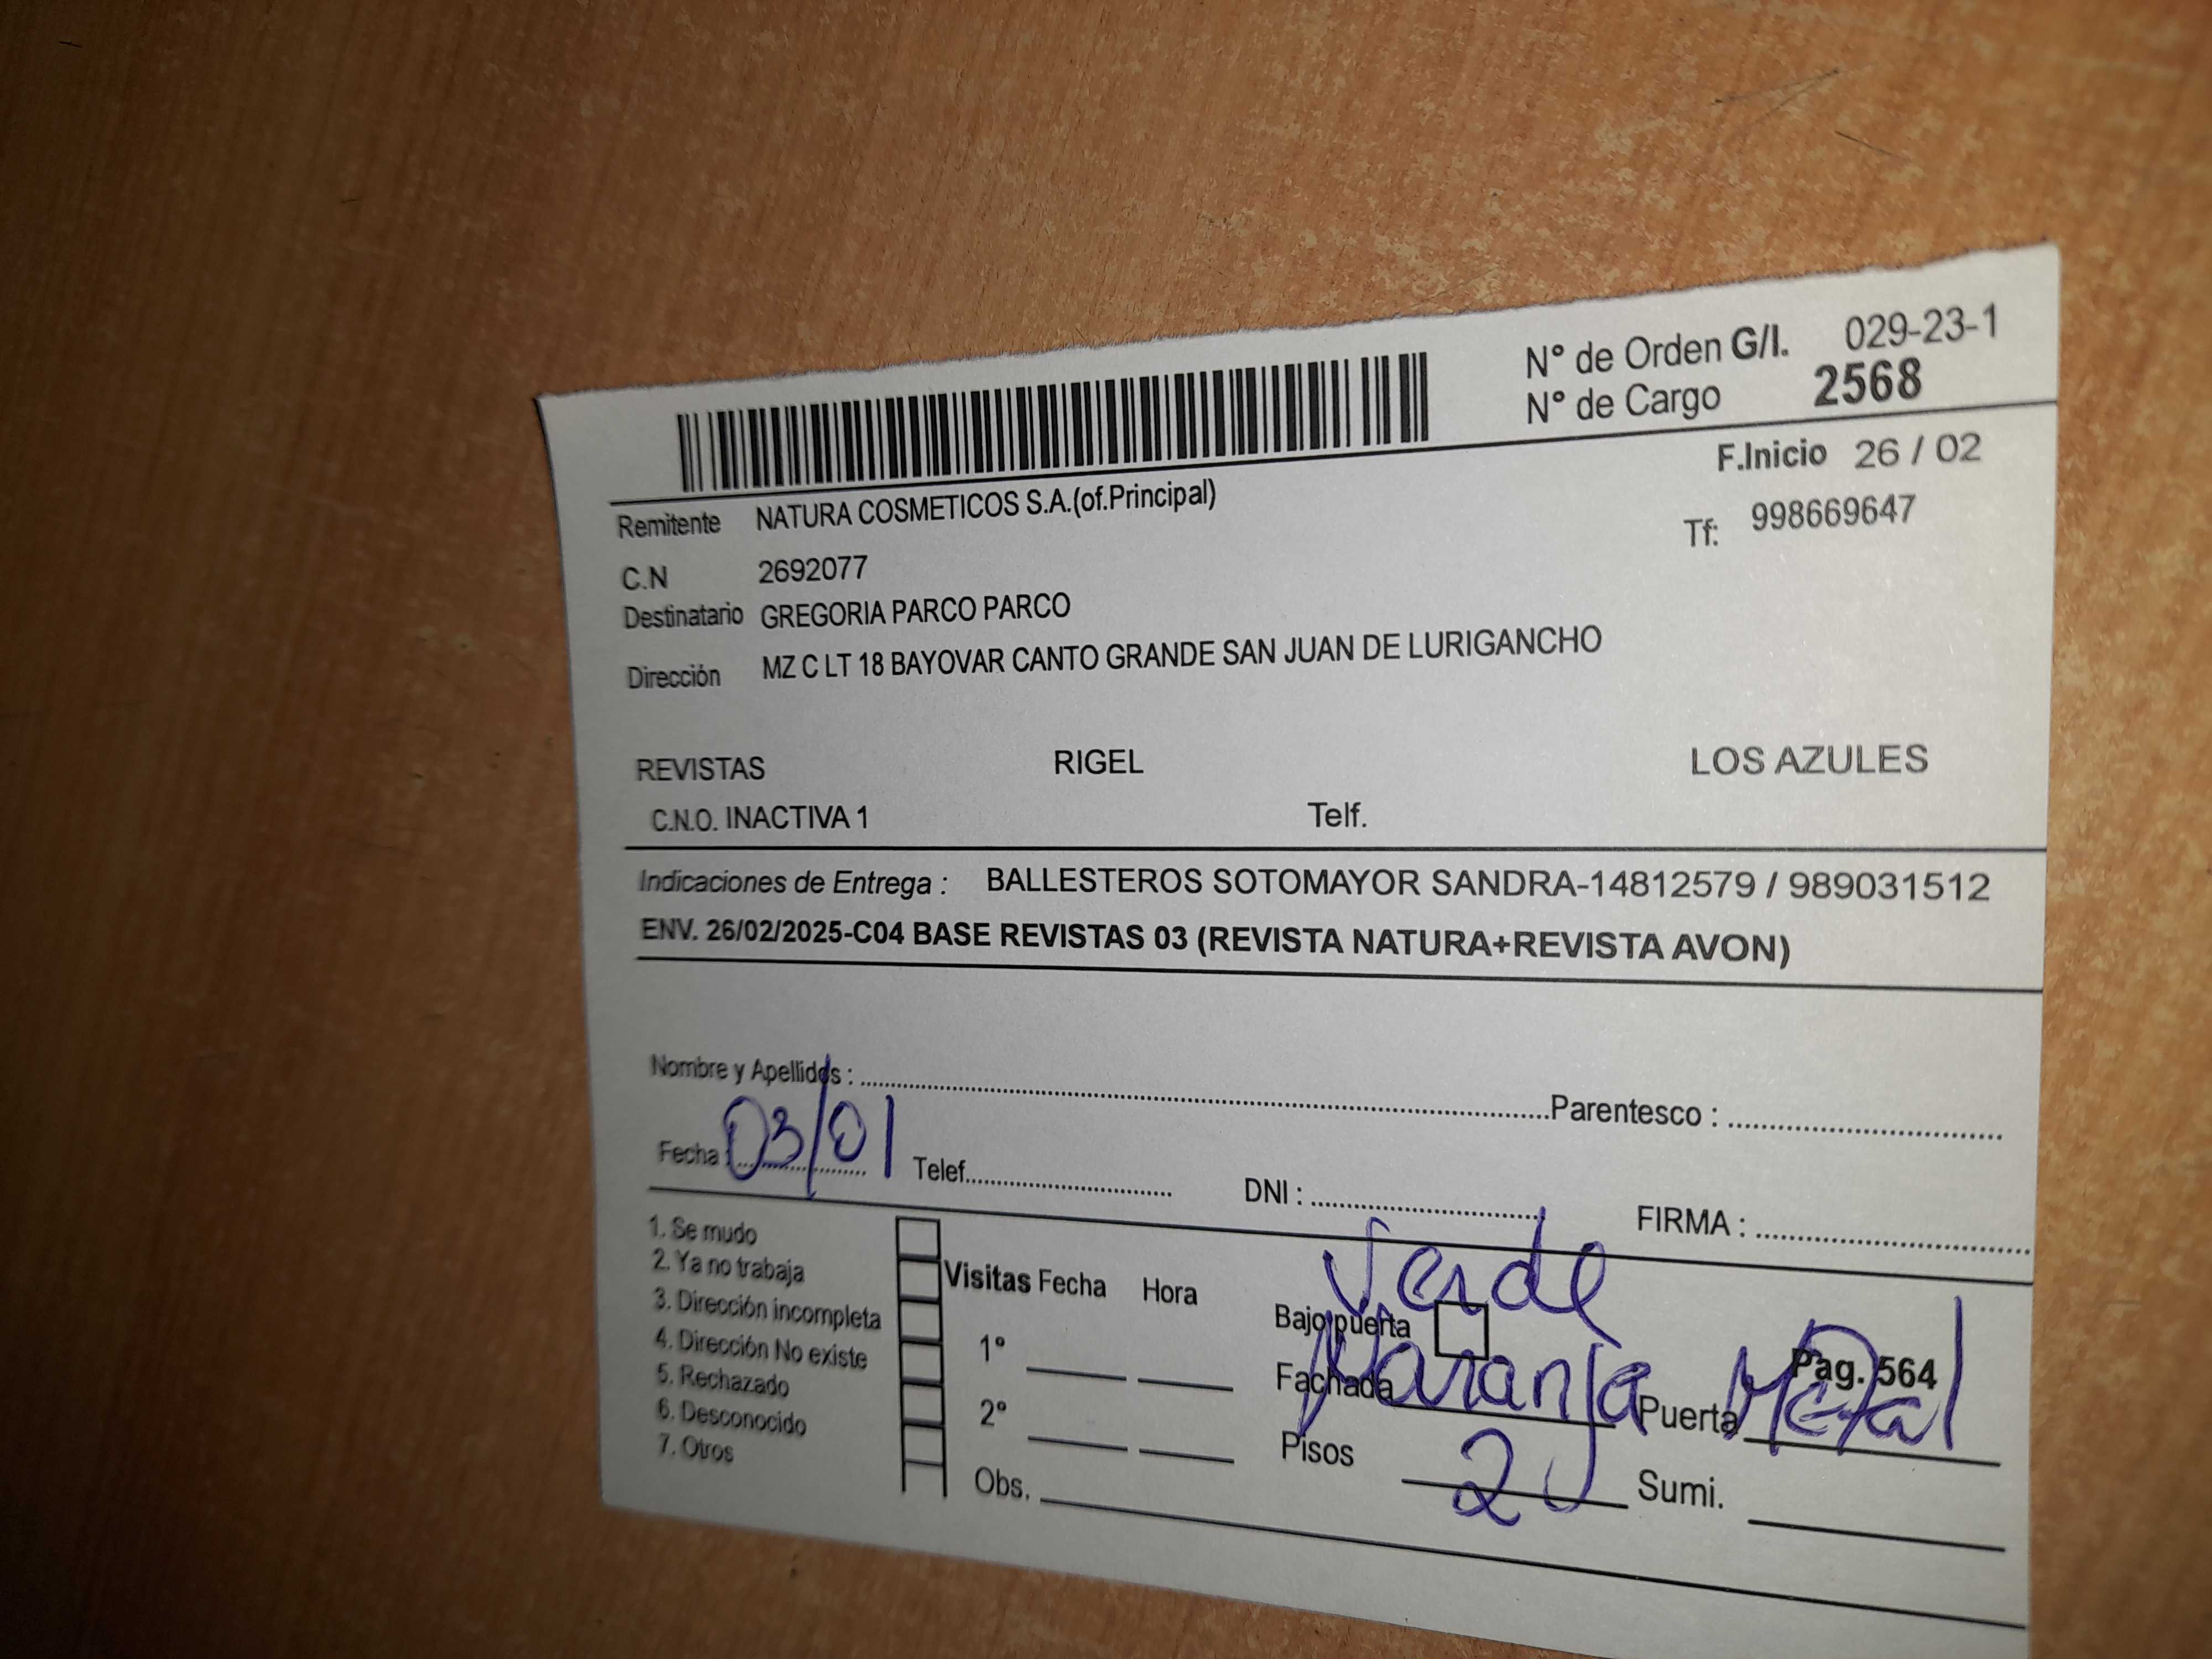 N° de Orden G/I. 029-23-1
N° de Cargo 2568
F.Inicio 26 / 02
Remitente NATURA COSMETICOS S.A.(of.Principal)
Tf: 998669647
C.N 2692077
Destinatario GREGORIA PARCO PARCO
Dirección MZ C LT 18 BAYOVAR CANTO GRANDE SAN JUAN DE LURIGANCHO
REVISTAS RIGEL LOS AZULES
C.N.O. INACTIVA 1 Telf.
Indicaciones de Entrega : BALLESTEROS SOTOMAYOR SANDRA-14812579 / 989031512
ENV. 26/02/2025-C04 BASE REVISTAS 03 (REVISTA NATURA+REVISTA AVON)
Nombre y Apellidos : Parentesco :
Fecha : 03/01 Telef. DNI : FIRMA :
1. Se mudo
2. Ya no trabaja
3. Dirección incompleta
4. Dirección No existe
5. Rechazado
6. Desconocido
7. Otros
Visitas Fecha Hora
1°
2°
Obs.
Verde
Bajo puerta
Pag. 564
Fachada Naranja Puerta Metal
Pisos 2 Sumi.